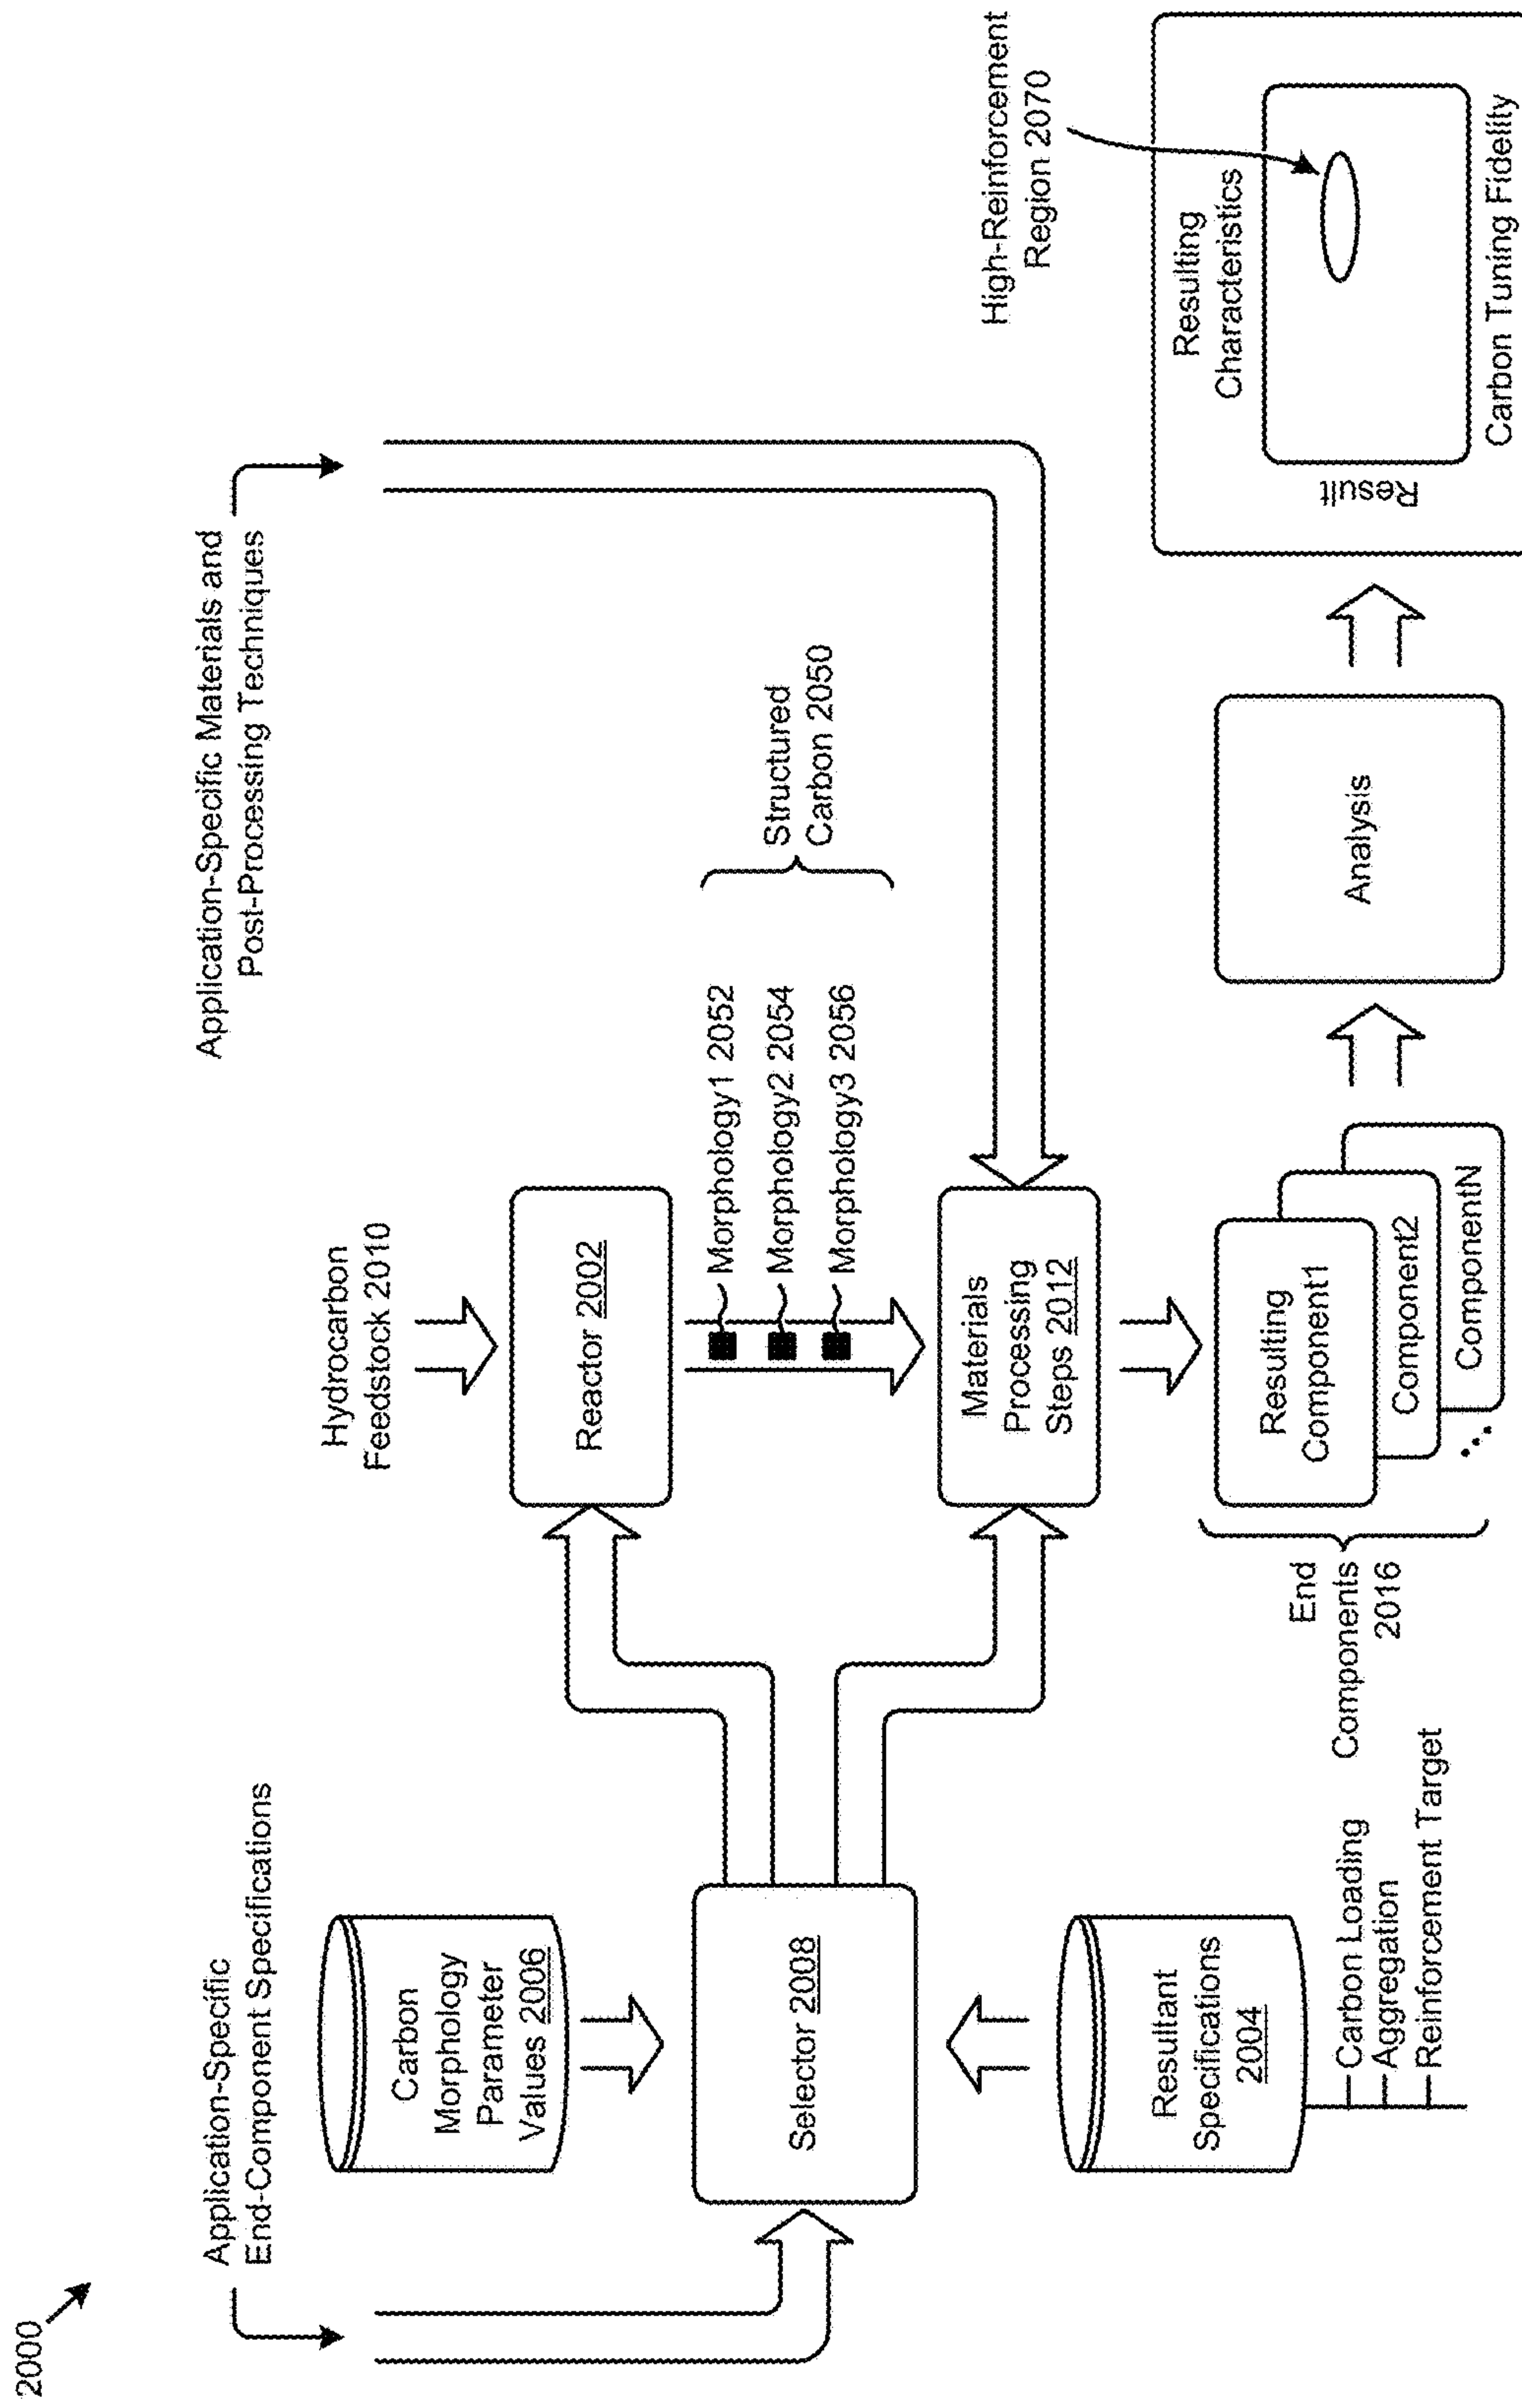 2000
Application-Specific
End-Component Specifications
Application-Specific Materials and
Post-Processing Techniques
Carbon
Morphology
Parameter
Values 2006
Hydrocarbon
Feedstock 2010
Reactor 2002
Selector 2008
Morphology1 2052
Morphology2 2054
Morphology3 2056
Structured
Carbon 2050
Materials
Processing
Steps 2012
Resultant
Specifications
2004
Carbon Loading
Aggregation
Reinforcement Target
End
Components
2016
Resulting
Component1
Component2
ComponentN
Analysis
High-Reinforcement
Region 2070
Resulting
Characteristics
Result
Carbon Tuning Fidelity